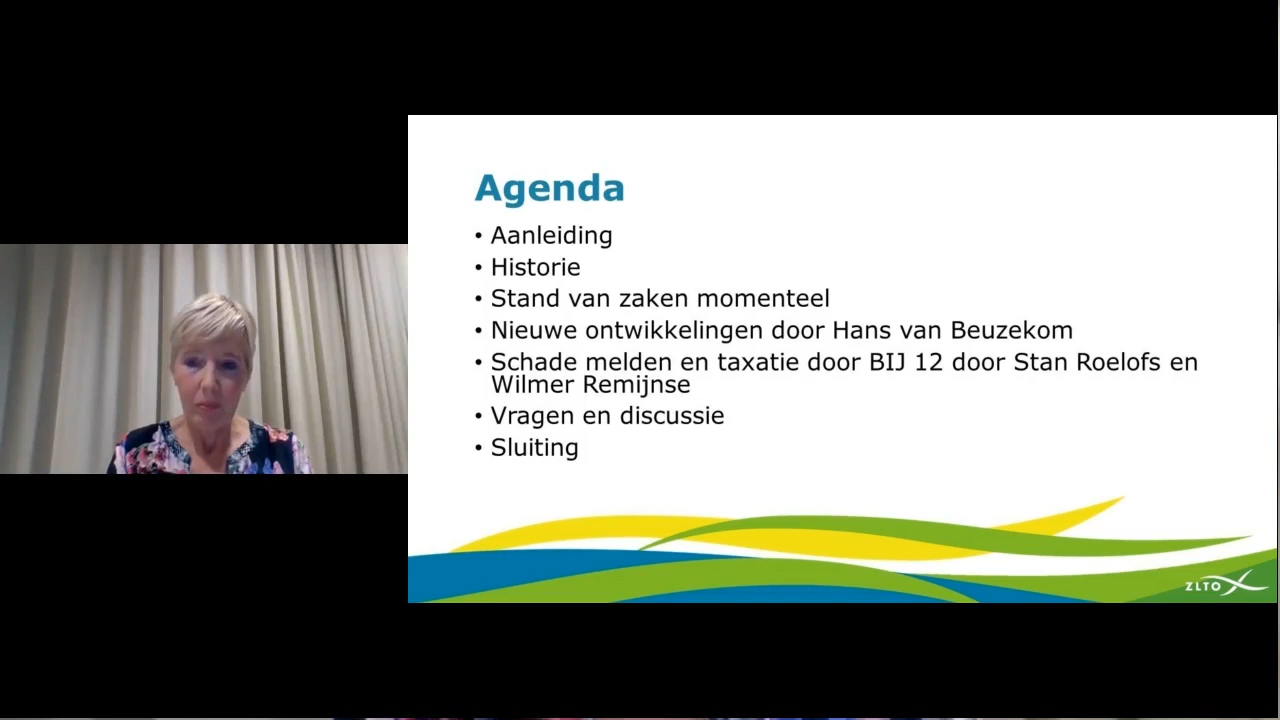 Agenda
• Aanleiding
• Historie
• Stand van zaken momenteel
• Nieuwe ontwikkelingen door Hans van Beuzekom
• Schade melden en taxatie door BIJ 12 door Stan Roelofs en
Wilmer Remijnse
• Vragen en discussie
• Sluiting
ZLTO